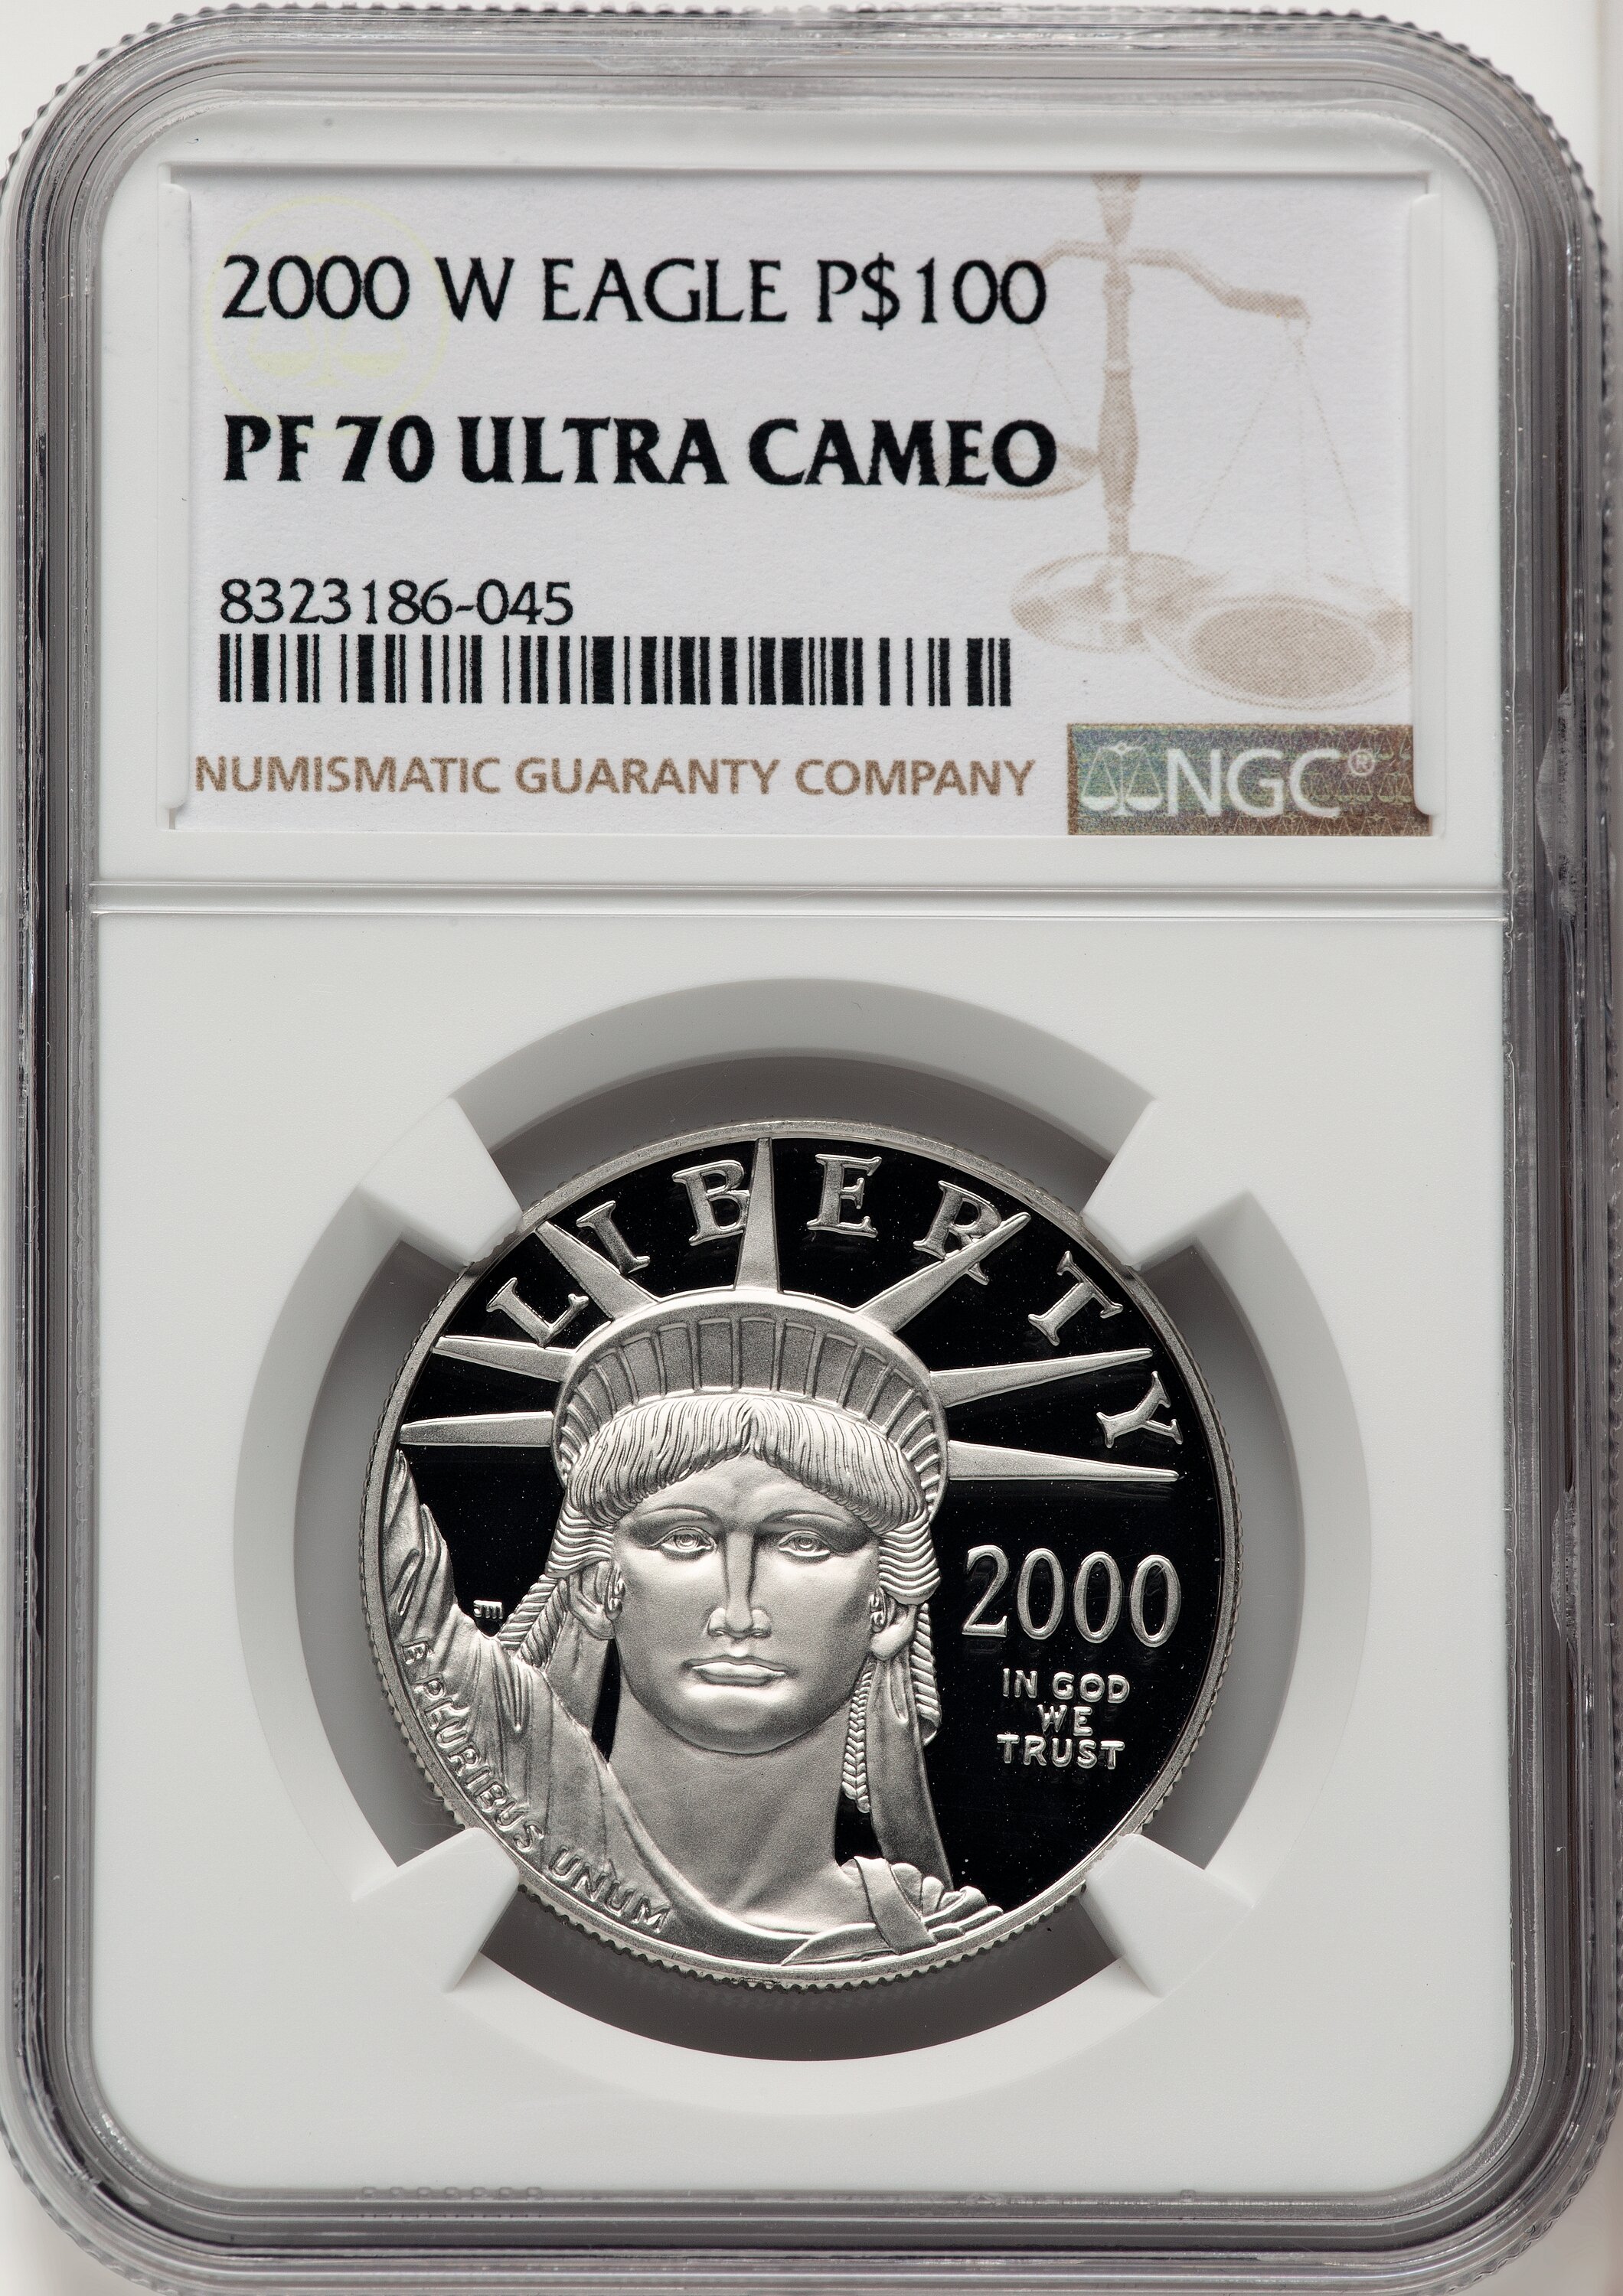 2000 W EAGLE P$100
PF 70 ULTRA CAMEO
8323186-045
NUMISMATIC GUARANTY COMPANY
NGC®
LIBERTY
2000
IN GOD
WE
TRUST
JM
E PLURIBUS UNUM